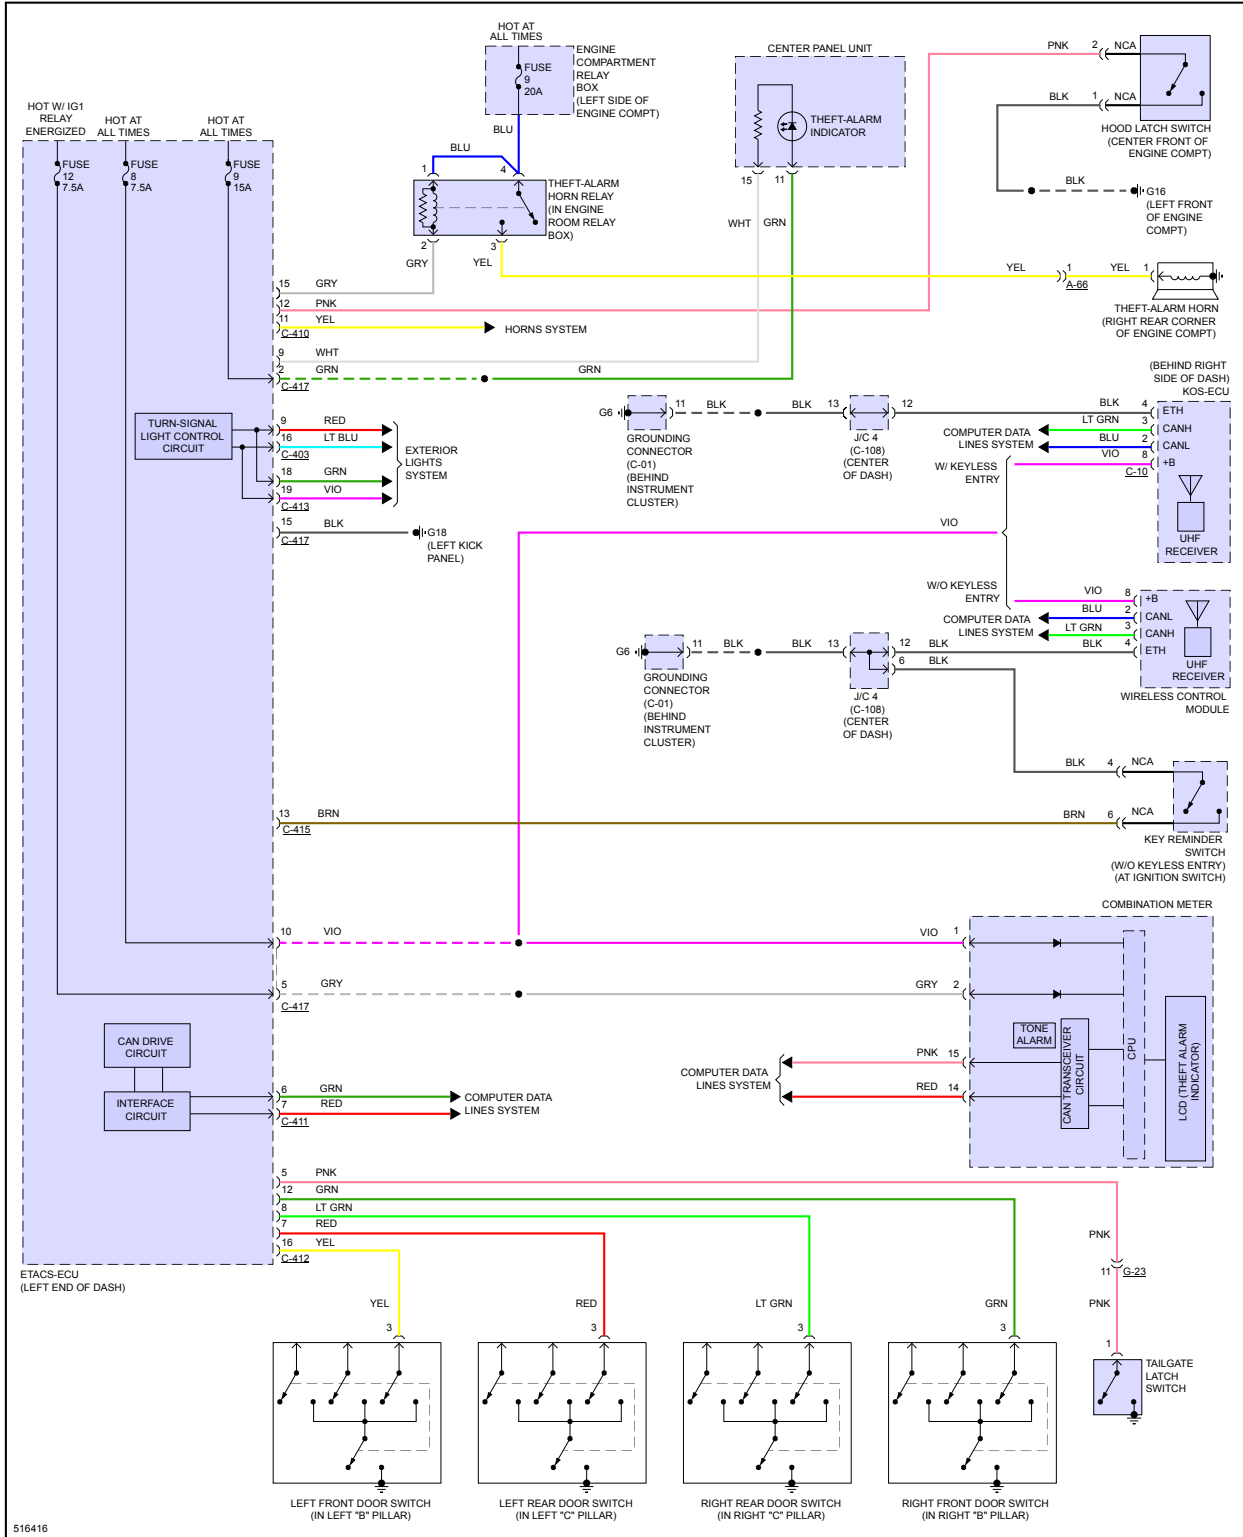 HOT AT
ALL TIMES
FUSE
9
20A
ENGINE
COMPARTMENT
RELAY
BOX
(LEFT SIDE OF
ENGINE COMPT)
BLU
BLU
1
4
THEFT-ALARM
HORN RELAY
(IN ENGINE
ROOM RELAY
BOX)
2
3
GRY
YEL
CENTER PANEL UNIT
THEFT-ALARM
INDICATOR
15
11
WHT
GRN
PNK
2
NCA
BLK
1
NCA
HOOD LATCH SWITCH
(CENTER FRONT OF
ENGINE COMPT)
BLK
G16
(LEFT FRONT
OF ENGINE
COMPT)
YEL
1
A-66
YEL
1
THEFT-ALARM HORN
(RIGHT REAR CORNER
OF ENGINE COMPT)
HOT W/ IG1
RELAY
ENERGIZED
HOT AT
ALL TIMES
HOT AT
ALL TIMES
FUSE
12
7.5A
FUSE
8
7.5A
FUSE
9
15A
15
GRY
12
PNK
11
YEL
C-410
HORNS SYSTEM
9
WHT
2
GRN
GRN
C-417
TURN-SIGNAL
LIGHT CONTROL
CIRCUIT
9
RED
16
LT BLU
C-403
18
GRN
19
VIO
C-413
EXTERIOR
LIGHTS
SYSTEM
15
BLK
C-417
G18
(LEFT KICK
PANEL)
G6
11
BLK
BLK
13
12
GROUNDING
CONNECTOR
(C-01)
(BEHIND
INSTRUMENT
CLUSTER)
J/C 4
(C-108)
(CENTER
OF DASH)
(BEHIND RIGHT
SIDE OF DASH)
KOS-ECU
BLK
4
ETH
LT GRN
3
CANH
BLU
2
CANL
VIO
8
+B
C-10
COMPUTER DATA
LINES SYSTEM
W/ KEYLESS
ENTRY
UHF
RECEIVER
VIO
W/O KEYLESS
ENTRY
VIO
8
+B
BLU
2
CANL
LT GRN
3
CANH
BLK
4
ETH
COMPUTER DATA
LINES SYSTEM
UHF
RECEIVER
WIRELESS CONTROL
MODULE
G6
11
BLK
BLK
13
12
BLK
6
BLK
GROUNDING
CONNECTOR
(C-01)
(BEHIND
INSTRUMENT
CLUSTER)
J/C 4
(C-108)
(CENTER
OF DASH)
BLK
4
NCA
13
BRN
C-415
BRN
6
NCA
KEY REMINDER
SWITCH
(W/O KEYLESS ENTRY)
(AT IGNITION SWITCH)
COMBINATION METER
10
VIO
VIO
1
5
GRY
C-417
GRY
2
CAN DRIVE
CIRCUIT
INTERFACE
CIRCUIT
6
GRN
7
RED
C-411
COMPUTER DATA
LINES SYSTEM
COMPUTER DATA
LINES SYSTEM
PNK
15
RED
14
TONE
ALARM
CAN TRANSCEIVER
CIRCUIT
CPU
LCD (THEFT ALARM
INDICATOR)
5
PNK
12
GRN
8
LT GRN
7
RED
16
YEL
C-412
ETACS-ECU
(LEFT END OF DASH)
PNK
11
G-23
PNK
1
TAILGATE
LATCH
SWITCH
YEL
3
RED
3
LT GRN
3
GRN
3
LEFT FRONT DOOR SWITCH
(IN LEFT "B" PILLAR)
LEFT REAR DOOR SWITCH
(IN LEFT "C" PILLAR)
RIGHT REAR DOOR SWITCH
(IN RIGHT "C" PILLAR)
RIGHT FRONT DOOR SWITCH
(IN RIGHT "B" PILLAR)
516416